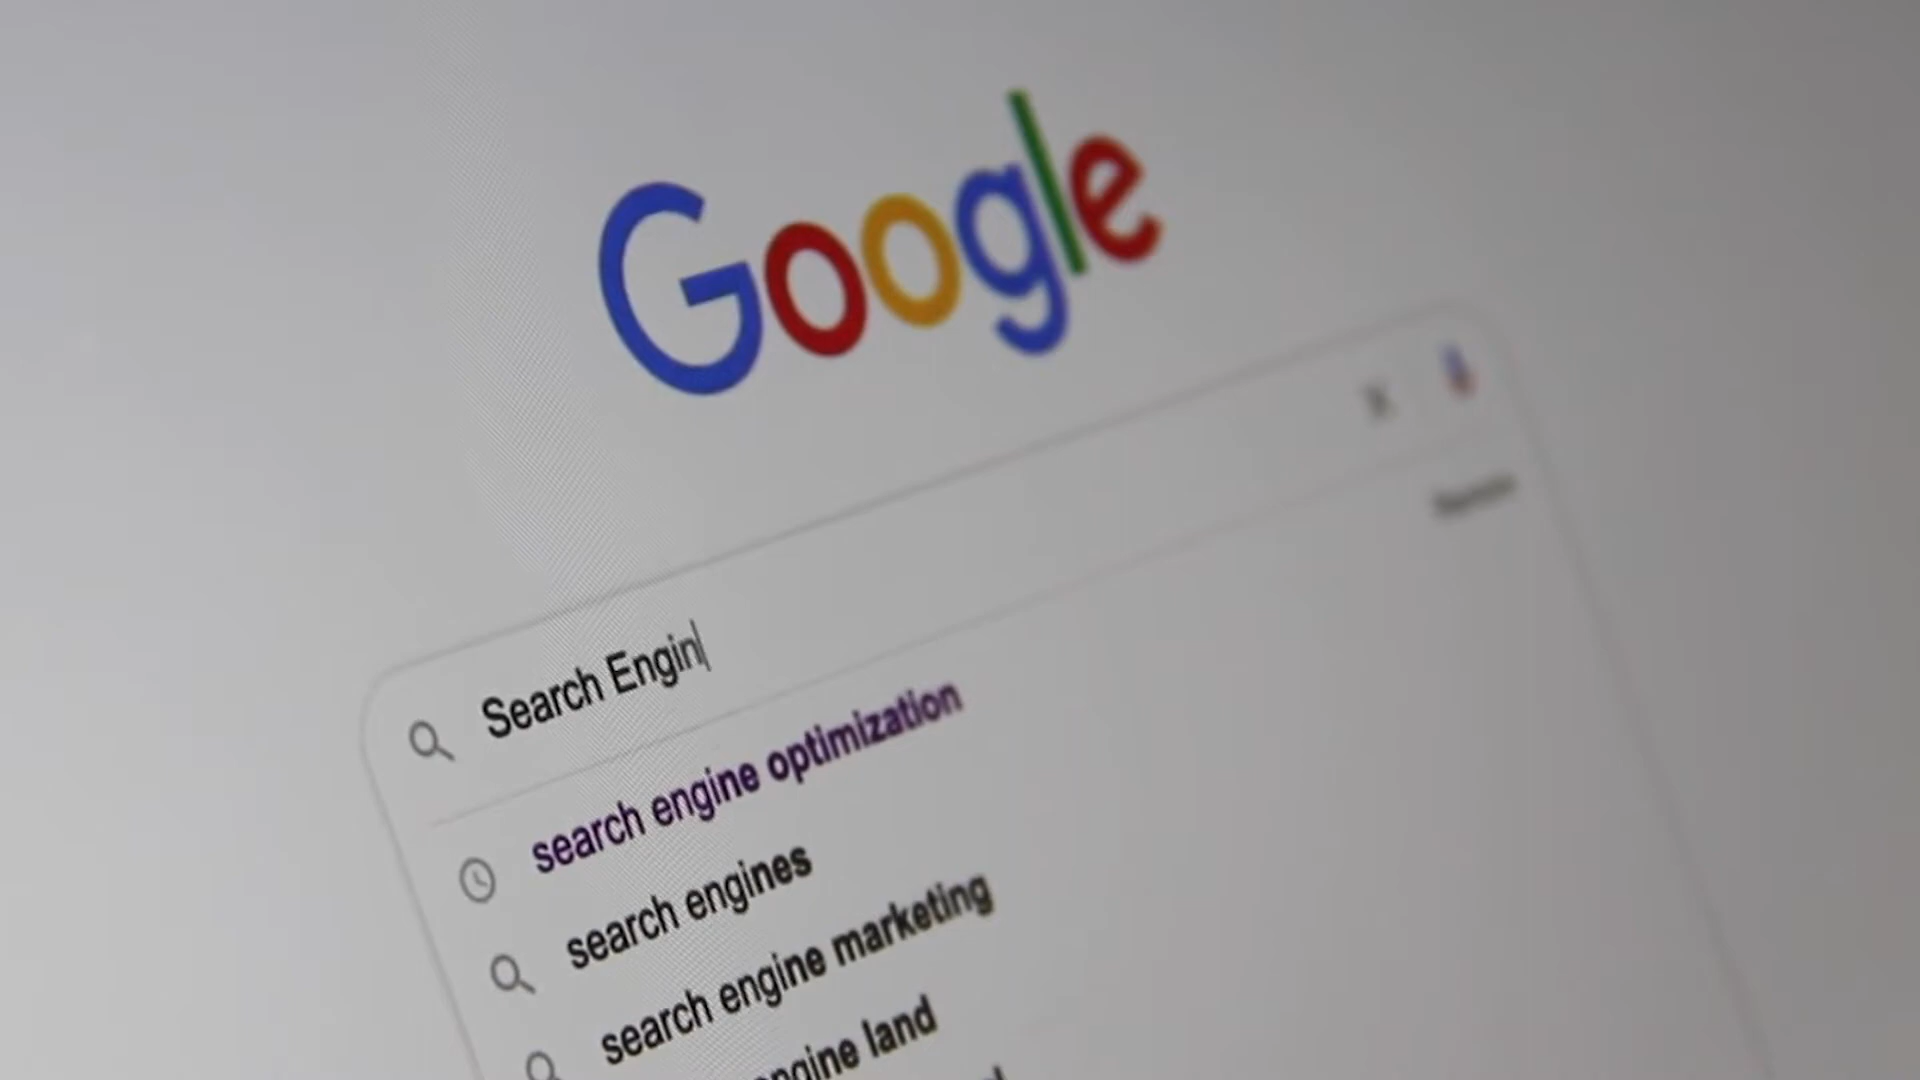 Google
Search Engin
search engine optimization
search engines
search engine marketing
engine land